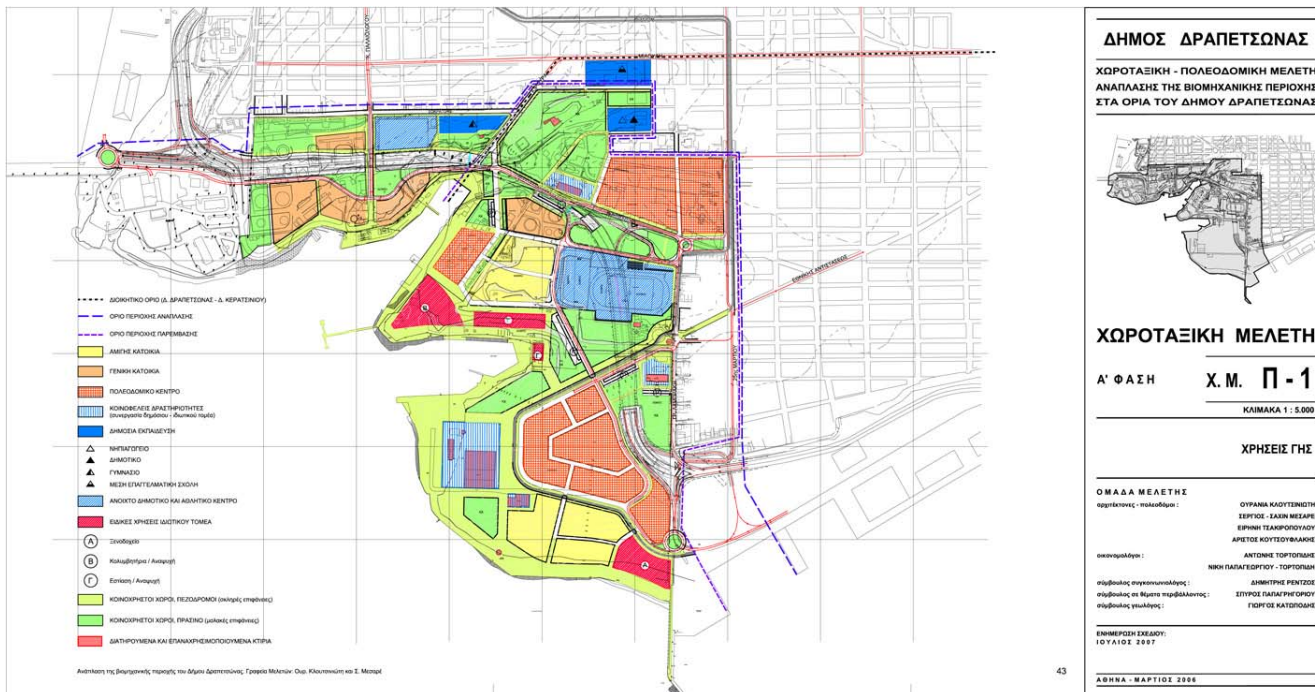 ΔΗΜΟΣ ΔΡΑΠΕΤΣΩΝΑΣ
ΧΩΡΟΤΑΞΙΚΗ - ΠΟΛΕΟΔΟΜΙΚΗ ΜΕΛΕΤΗ
ΑΝΑΠΛΑΣΗΣ ΤΗΣ ΒΙΟΜΗΧΑΝΙΚΗΣ ΠΕΡΙΟΧΗΣ
ΣΤΑ ΟΡΙΑ ΤΟΥ ΔΗΜΟΥ ΔΡΑΠΕΤΣΩΝΑΣ
ΧΩΡΟΤΑΞΙΚΗ ΜΕΛΕΤΗ
Α' ΦΑΣΗ Χ.Μ. Π - 1
ΚΛΙΜΑΚΑ 1 : 5.000
ΧΡΗΣΕΙΣ ΓΗΣ
ΟΜΑΔΑ ΜΕΛΕΤΗΣ
αρχιτέκτονες - πολεοδόμοι : ΟΥΡΑΝΙΑ ΚΛΟΥΤΣΙΝΙΩΤΗ
ΣΕΡΓΙΟΣ - ΣΑΧΙΝ ΜΕΣΑΡΕ
ΕΙΡΗΝΗ ΤΣΑΚΙΡΟΠΟΥΛΟΥ
ΑΡΙΣΤΟΣ ΚΟΥΤΣΟΥΦΛΑΚΗΣ
οικονομολόγοι : ΑΝΤΩΝΗΣ ΤΟΡΤΟΠΙΔΗΣ
ΝΙΚΗ ΠΑΠΑΓΕΩΡΓΙΟΥ - ΤΟΡΤΟΠΙΔΗ
σύμβουλος συγκοινωνιολόγος : ΔΗΜΗΤΡΗΣ ΡΕΝΤΖΟΣ
σύμβουλος σε θέματα περιβάλλοντος : ΣΠΥΡΟΣ ΠΑΠΑΓΡΗΓΟΡΙΟΥ
σύμβουλος γεωλόγος : ΓΙΩΡΓΟΣ ΚΑΤΩΠΟΔΗΣ
ΕΝΗΜΕΡΩΣΗ ΣΧΕΔΙΟΥ:
ΙΟΥΛΙΟΣ 2007
ΑΘΗΝΑ - ΜΑΡΤΙΟΣ 2006
ΔΙΟΙΚΗΤΙΚΟ ΟΡΙΟ (Δ. ΔΡΑΠΕΤΣΩΝΑΣ - Δ. ΚΕΡΑΤΣΙΝΙΟΥ)
ΟΡΙΟ ΠΕΡΙΟΧΗΣ ΑΝΑΠΛΑΣΗΣ
ΟΡΙΟ ΠΕΡΙΟΧΗΣ ΠΑΡΕΜΒΑΣΗΣ
ΑΜΙΓΗΣ ΚΑΤΟΙΚΙΑ
ΓΕΝΙΚΗ ΚΑΤΟΙΚΙΑ
ΠΟΛΕΟΔΟΜΙΚΟ ΚΕΝΤΡΟ
ΚΟΙΝΩΦΕΛΕΙΣ ΔΡΑΣΤΗΡΙΟΤΗΤΕΣ
(συνεργασία δημόσιου - ιδιωτικού τομέα)
ΔΗΜΟΣΙΑ ΕΚΠΑΙΔΕΥΣΗ
ΝΗΠΙΑΓΩΓΕΙΟ
ΔΗΜΟΤΙΚΟ
ΓΥΜΝΑΣΙΟ
ΜΕΣΗ ΕΠΑΓΓΕΛΜΑΤΙΚΗ ΣΧΟΛΗ
ΑΝΟΙΧΤΟ ΔΗΜΟΤΙΚΟ ΚΑΙ ΑΘΛΗΤΙΚΟ ΚΕΝΤΡΟ
ΕΙΔΙΚΕΣ ΧΡΗΣΕΙΣ ΙΔΙΩΤΙΚΟΥ ΤΟΜΕΑ
Α Ξενοδοχείο
Β Κολυμβητήρια / Αναψυχή
Γ Εστίαση / Αναψυχή
ΚΟΙΝΟΧΡΗΣΤΟΙ ΧΩΡΟΙ, ΠΕΖΟΔΡΟΜΟΙ (σκληρές επιφάνειες)
ΚΟΙΝΟΧΡΗΣΤΟΙ ΧΩΡΟΙ, ΠΡΑΣΙΝΟ (μαλακές επιφάνειες)
ΔΙΑΤΗΡΟΥΜΕΝΑ ΚΑΙ ΕΠΑΝΑΧΡΗΣΙΜΟΠΟΙΟΥΜΕΝΑ ΚΤΙΡΙΑ
Ανάπλαση της βιομηχανικής περιοχής του Δήμου Δραπετσώνας. Γραφεία Μελετών: Ουρ. Κλουτσινιώτη και Σ. Μεσαρέ
43